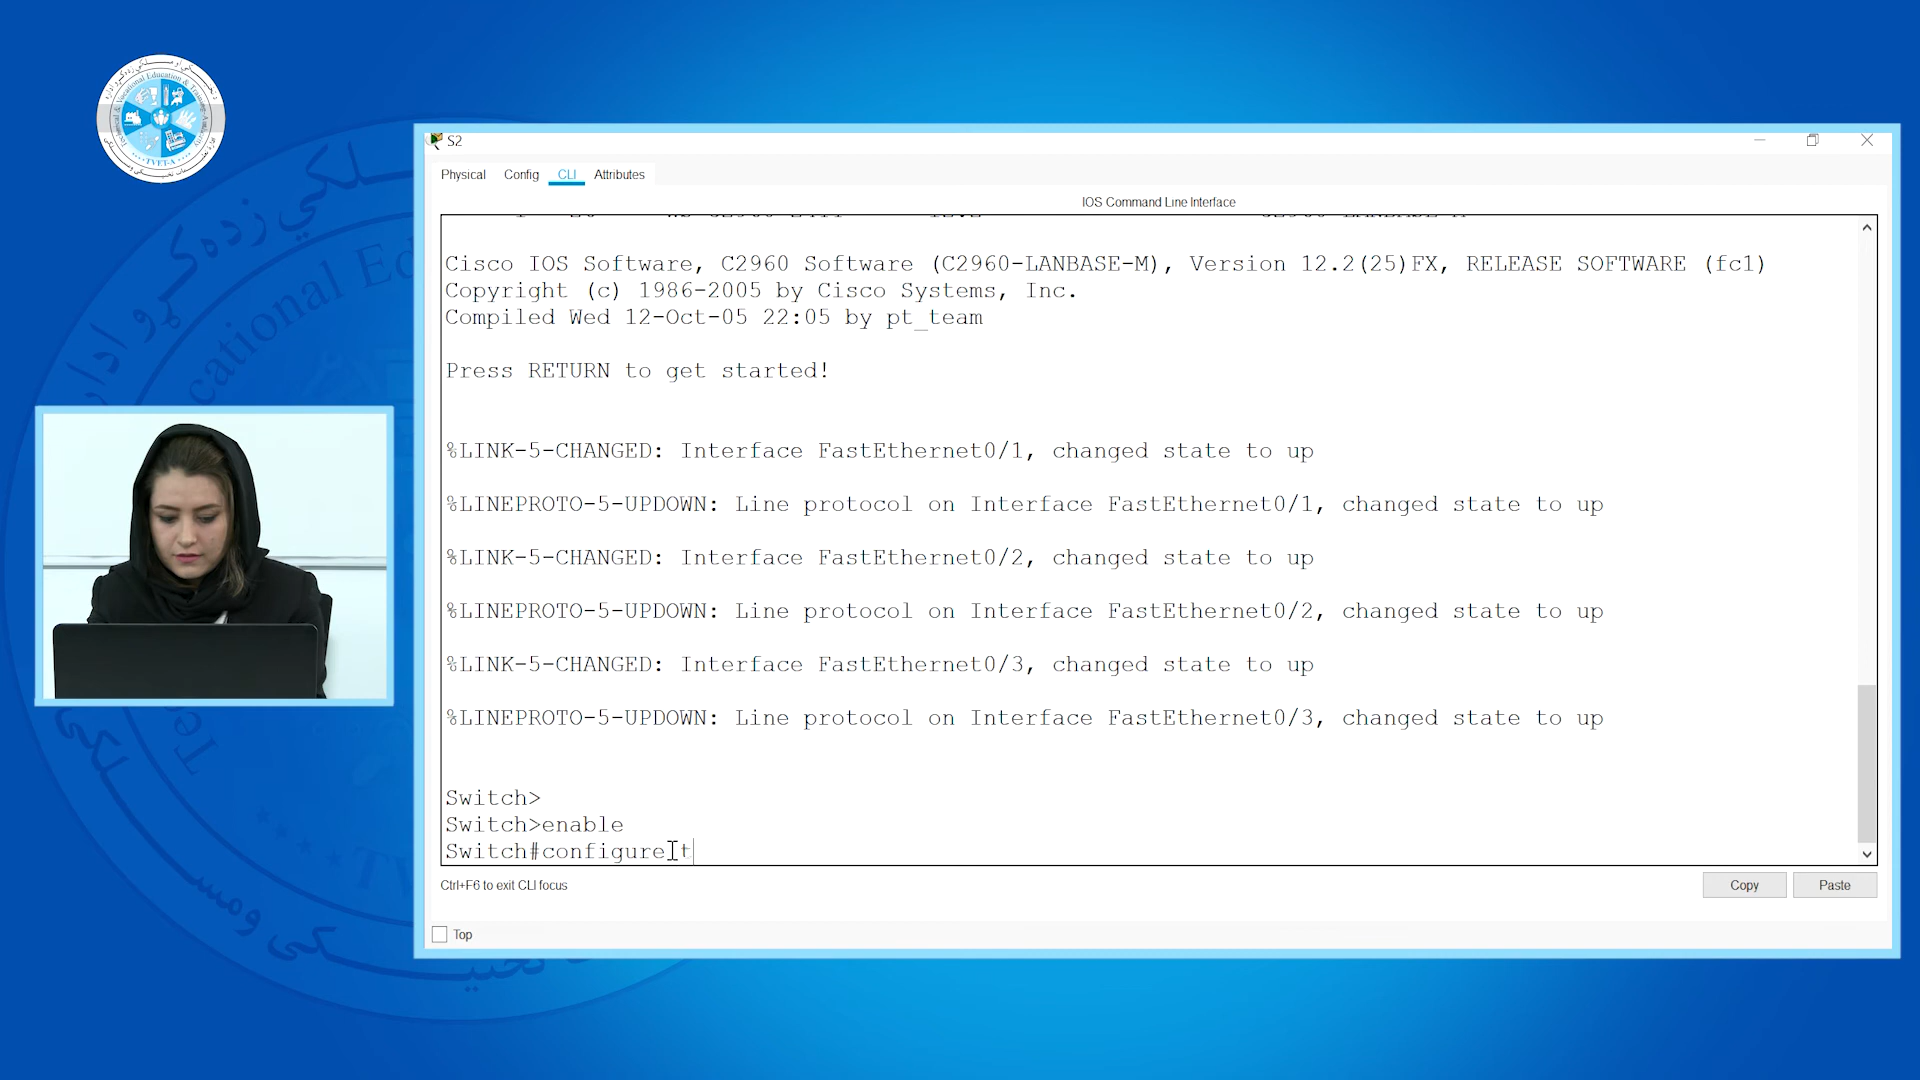 Technical & Vocational Education & Training Authority
TVET-A
S2
Physical Config CLI Attributes
IOS Command Line Interface
Cisco IOS Software, C2960 Software (C2960-LANBASE-M), Version 12.2(25)FX, RELEASE SOFTWARE (fc1)
Copyright (c) 1986-2005 by Cisco Systems, Inc.
Compiled Wed 12-Oct-05 22:05 by pt_team
Press RETURN to get started!
%LINK-5-CHANGED: Interface FastEthernet0/1, changed state to up
%LINEPROTO-5-UPDOWN: Line protocol on Interface FastEthernet0/1, changed state to up
%LINK-5-CHANGED: Interface FastEthernet0/2, changed state to up
%LINEPROTO-5-UPDOWN: Line protocol on Interface FastEthernet0/2, changed state to up
%LINK-5-CHANGED: Interface FastEthernet0/3, changed state to up
%LINEPROTO-5-UPDOWN: Line protocol on Interface FastEthernet0/3, changed state to up
Switch>
Switch>enable
Switch#configure t
Ctrl+F6 to exit CLI focus
Copy Paste
Top